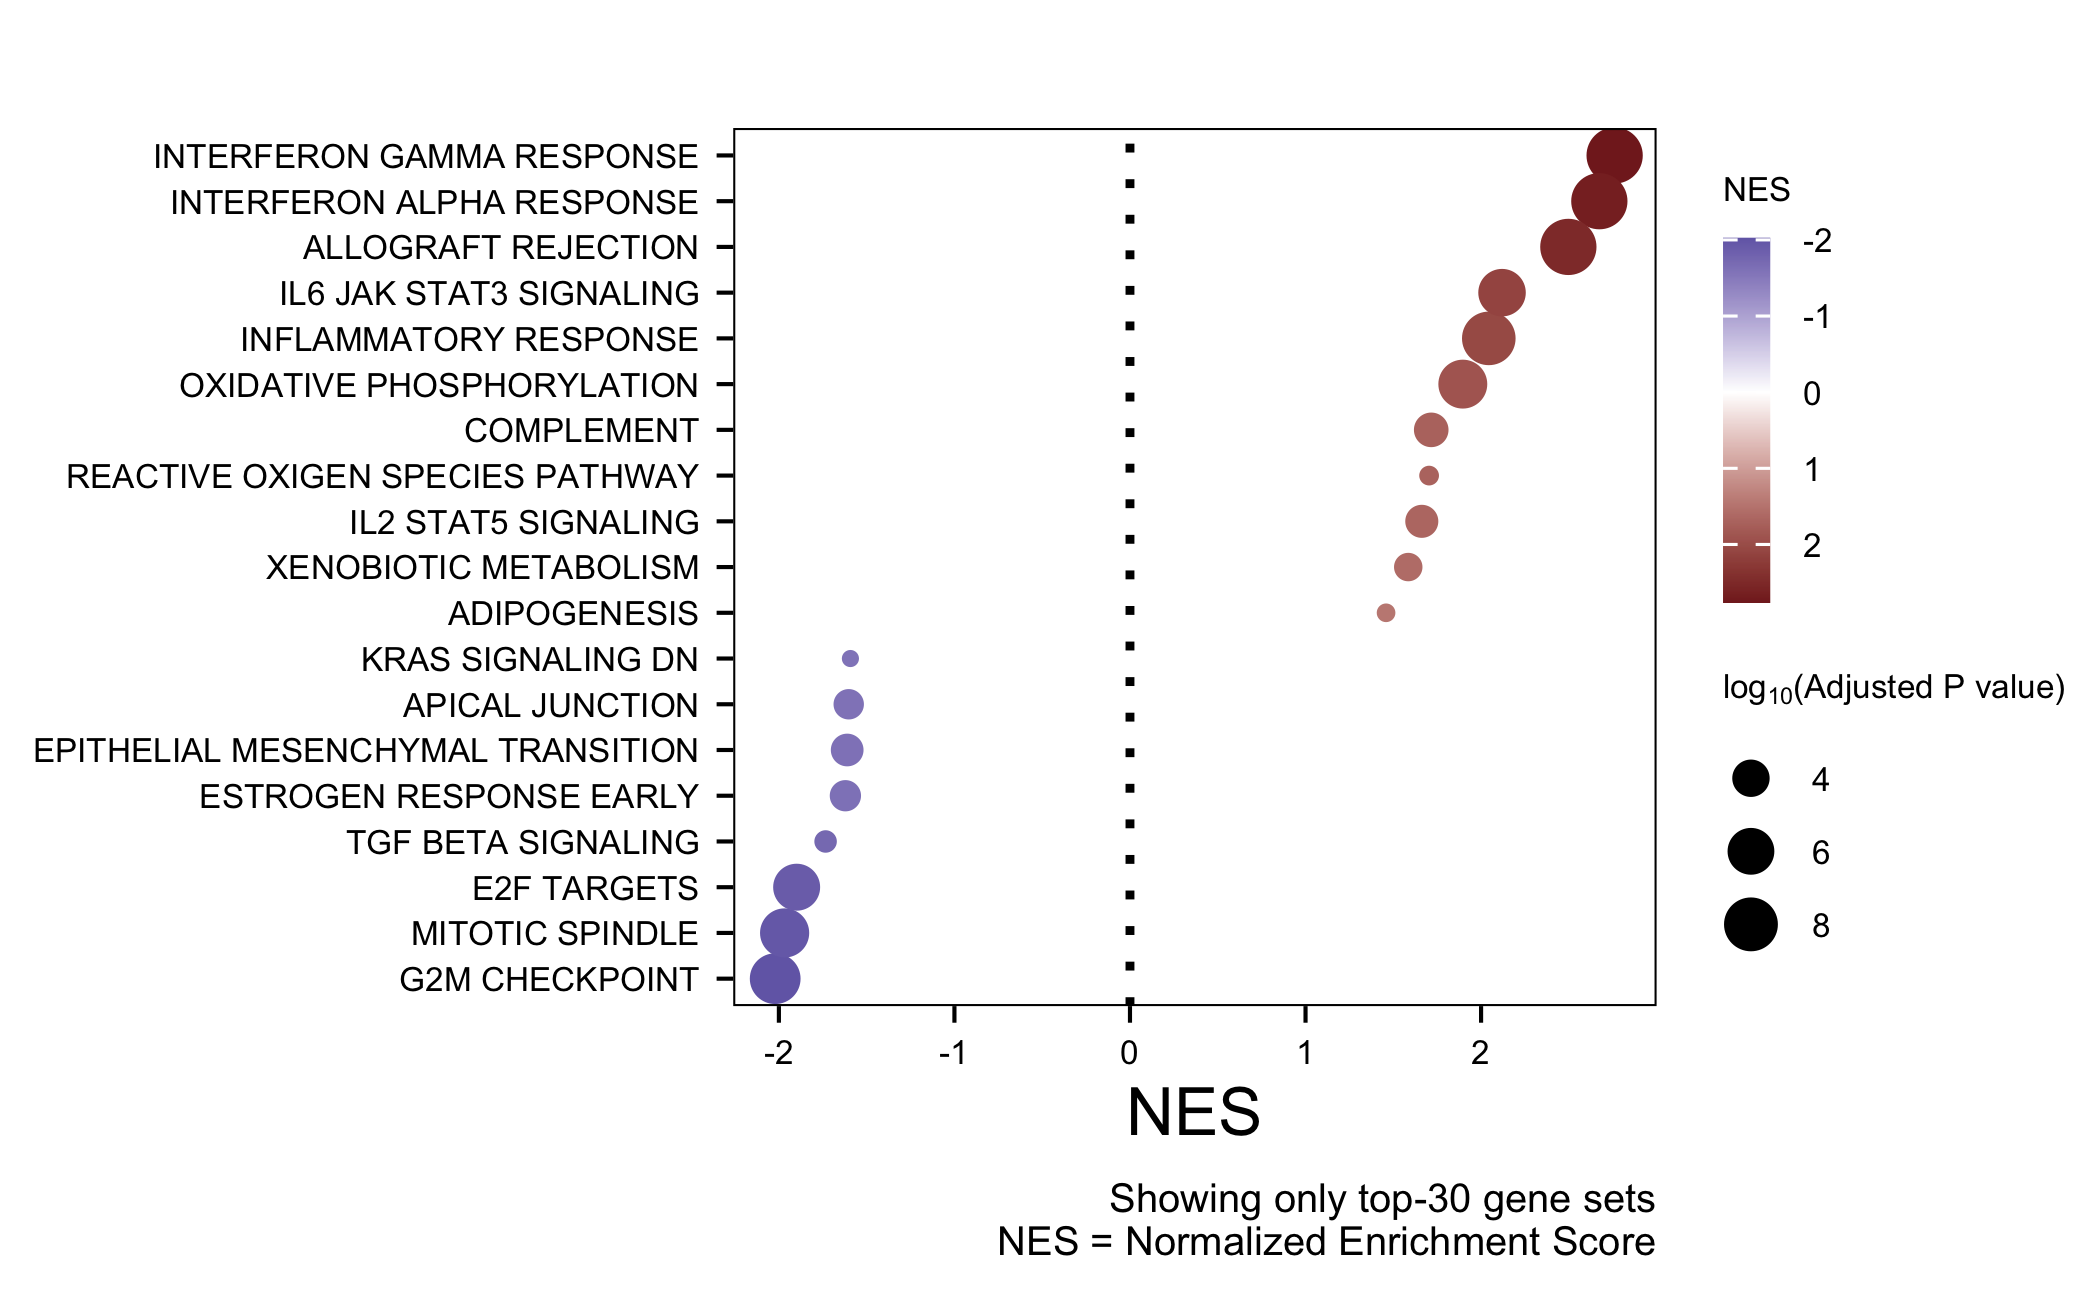 INTERFERON GAMMA RESPONSE
INTERFERON ALPHA RESPONSE
ALLOGRAFT REJECTION
IL6 JAK STAT3 SIGNALING
INFLAMMATORY RESPONSE
OXIDATIVE PHOSPHORYLATION
COMPLEMENT
REACTIVE OXIGEN SPECIES PATHWAY
IL2 STAT5 SIGNALING
XENOBIOTIC METABOLISM
ADIPOGENESIS
KRAS SIGNALING DN
APICAL JUNCTION
EPITHELIAL MESENCHYMAL TRANSITION
ESTROGEN RESPONSE EARLY
TGF BETA SIGNALING
E2F TARGETS
MITOTIC SPINDLE
G2M CHECKPOINT
-2 -1 0 1 2
NES
Showing only top-30 gene sets
NES = Normalized Enrichment Score
NES
-2
-1
0
1
2
log₁₀(Adjusted P value)
4
6
8